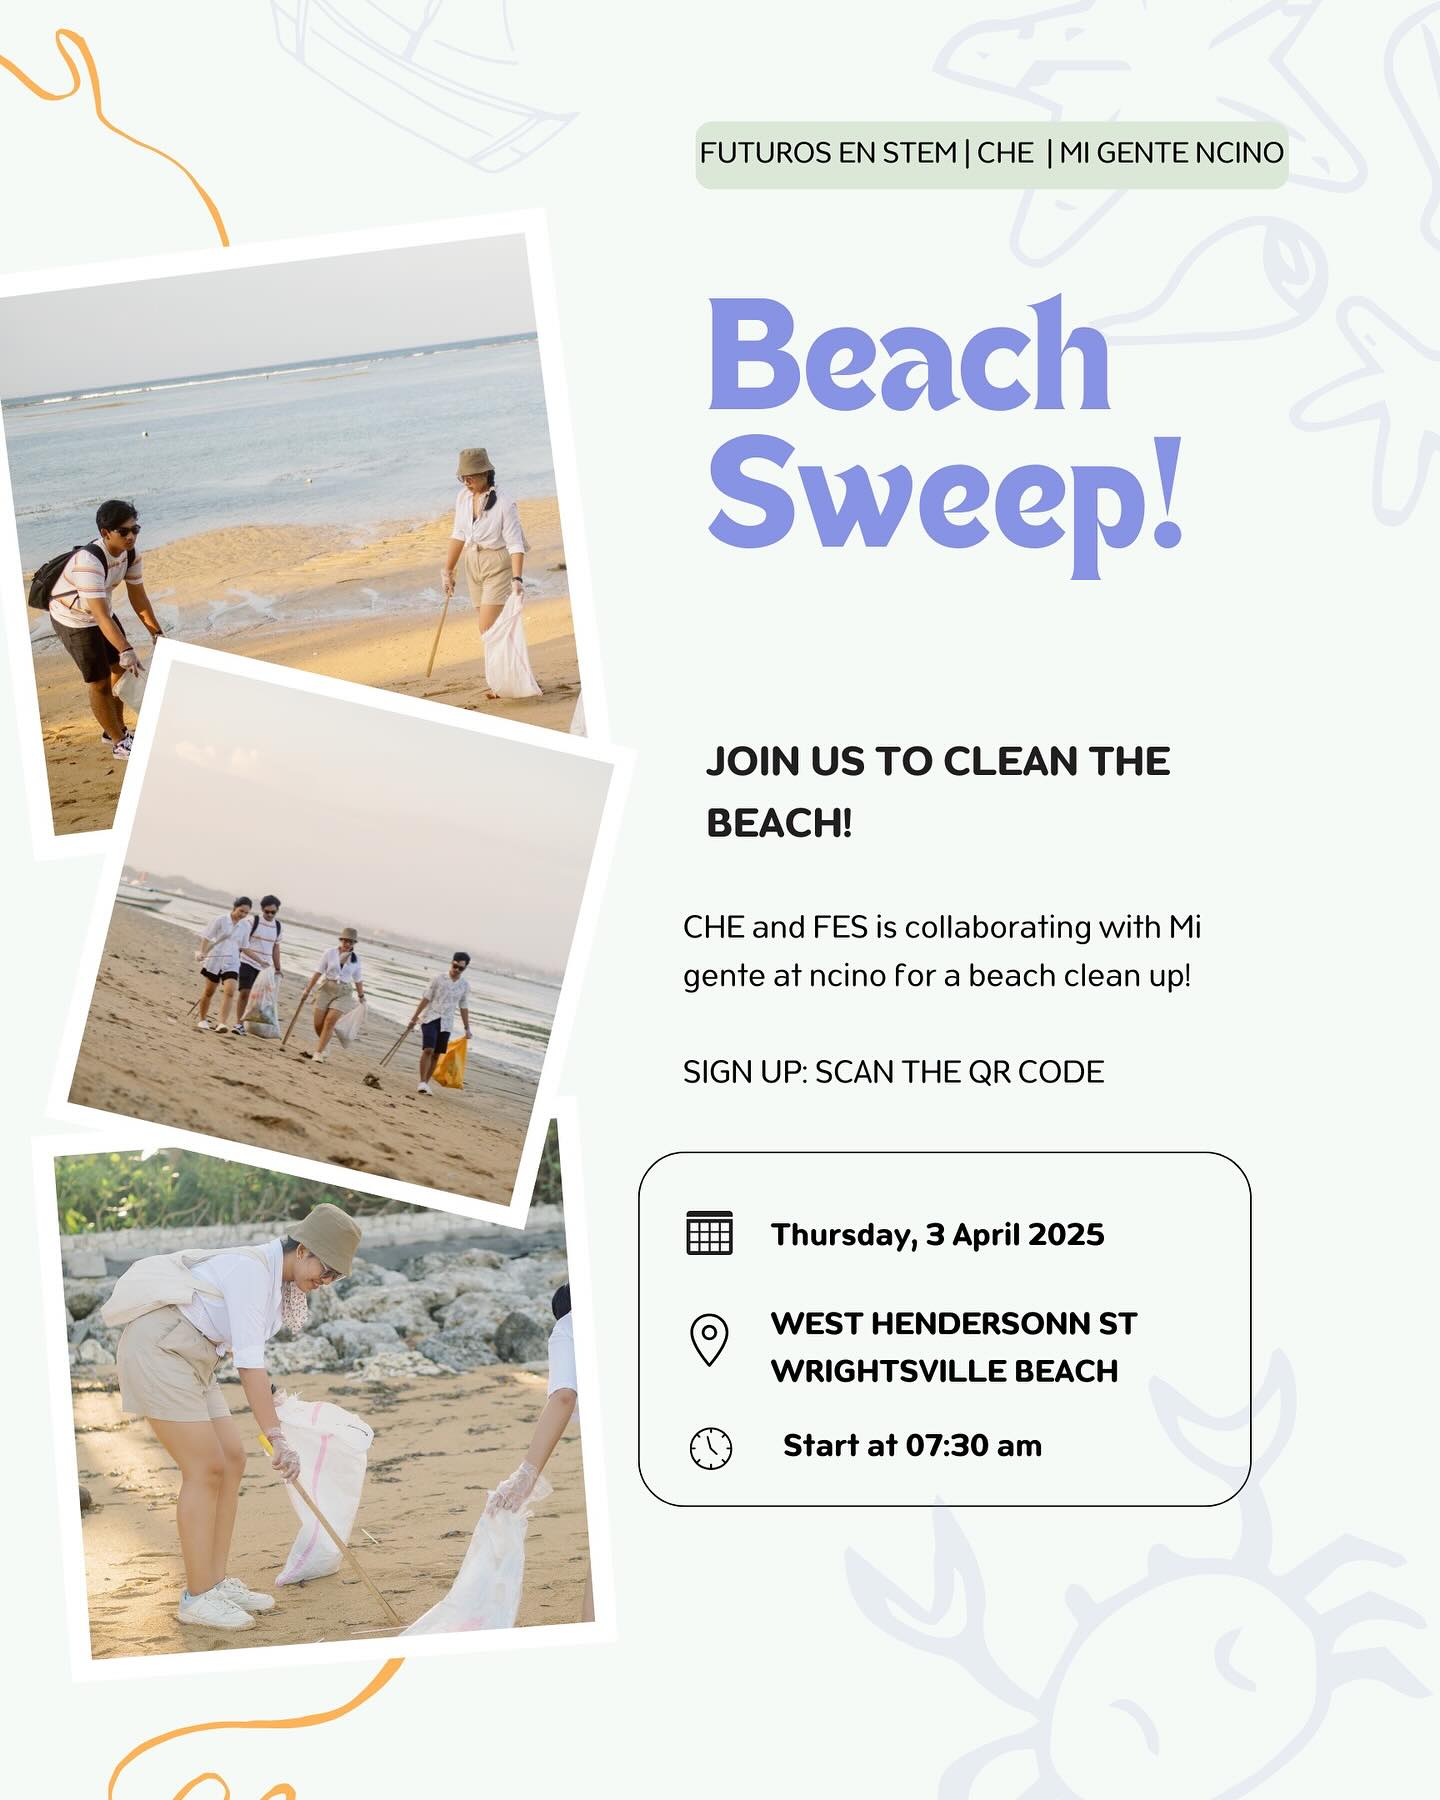 FUTUROS EN STEM | CHE | MI GENTE NCINO
Beach
Sweep!
JOIN US TO CLEAN THE
BEACH!
CHE and FES is collaborating with Mi
gente at ncino for a beach clean up!
SIGN UP: SCAN THE QR CODE
Thursday, 3 April 2025
WEST HENDERSONN ST
WRIGHTSVILLE BEACH
Start at 07:30 am